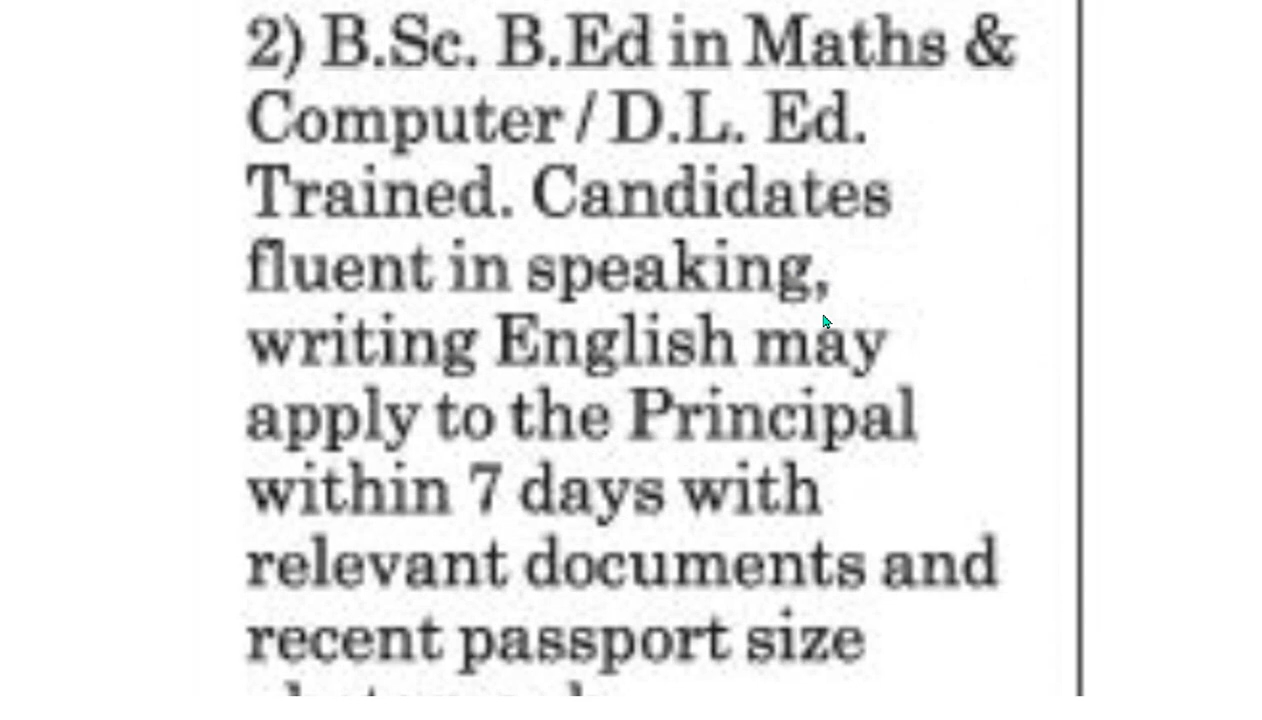 2) B.Sc. B.Ed in Maths &
Computer / D.L. Ed.
Trained. Candidates
fluent in speaking,
writing English may
apply to the Principal
within 7 days with
relevant documents and
recent passport size